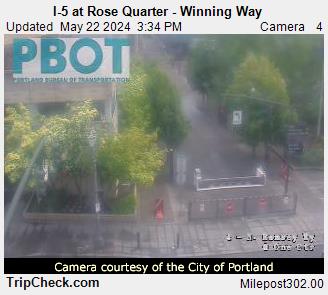 I-5 at Rose Quarter - Winning Way
Updated May 22 2024 3:34 PM Camera 4
PBOT
PORTLAND BUREAU OF TRANSPORTATION
Camera courtesy of the City of Portland
TripCheck.com Milepost302.00